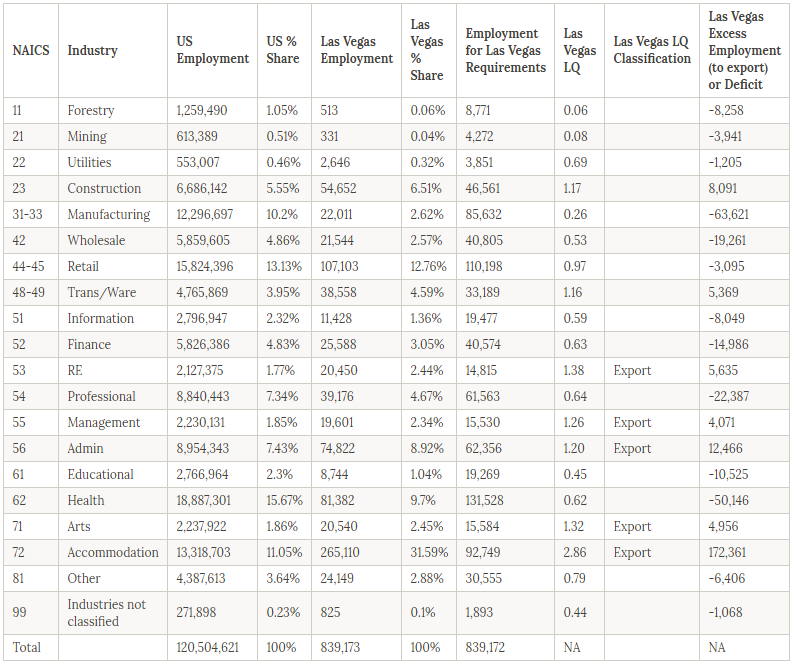 NAICS Industry US Employment US % Share Las Vegas Employment Las Vegas % Share Employment for Las Vegas Requirements Las Vegas LQ Las Vegas LQ Classification Las Vegas Excess Employment (to export) or Deficit
11 Forestry 1,259,490 1.05% 513 0.06% 8,771 0.06 -8,258
21 Mining 613,389 0.51% 331 0.04% 4,272 0.08 -3,941
22 Utilities 553,007 0.46% 2,646 0.32% 3,851 0.69 -1,205
23 Construction 6,686,142 5.55% 54,652 6.51% 46,561 1.17 8,091
31-33 Manufacturing 12,296,697 10.2% 22,011 2.62% 85,632 0.26 -63,621
42 Wholesale 5,859,605 4.86% 21,544 2.57% 40,805 0.53 -19,261
44-45 Retail 15,824,396 13.13% 107,103 12.76% 110,198 0.97 -3,095
48-49 Trans/Ware 4,765,869 3.95% 38,558 4.59% 33,189 1.16 5,369
51 Information 2,796,947 2.32% 11,428 1.36% 19,477 0.59 -8,049
52 Finance 5,826,386 4.83% 25,588 3.05% 40,574 0.63 -14,986
53 RE 2,127,375 1.77% 20,450 2.44% 14,815 1.38 Export 5,635
54 Professional 8,840,443 7.34% 39,176 4.67% 61,563 0.64 -22,387
55 Management 2,230,131 1.85% 19,601 2.34% 15,530 1.26 Export 4,071
56 Admin 8,954,343 7.43% 74,822 8.92% 62,356 1.20 Export 12,466
61 Educational 2,766,964 2.3% 8,744 1.04% 19,269 0.45 -10,525
62 Health 18,887,301 15.67% 81,382 9.7% 131,528 0.62 -50,146
71 Arts 2,237,922 1.86% 20,540 2.45% 15,584 1.32 Export 4,956
72 Accommodation 13,318,703 11.05% 265,110 31.59% 92,749 2.86 Export 172,361
81 Other 4,387,613 3.64% 24,149 2.88% 30,555 0.79 -6,406
99 Industries not classified 271,898 0.23% 825 0.1% 1,893 0.44 -1,068
Total 120,504,621 100% 839,173 100% 839,172 NA NA